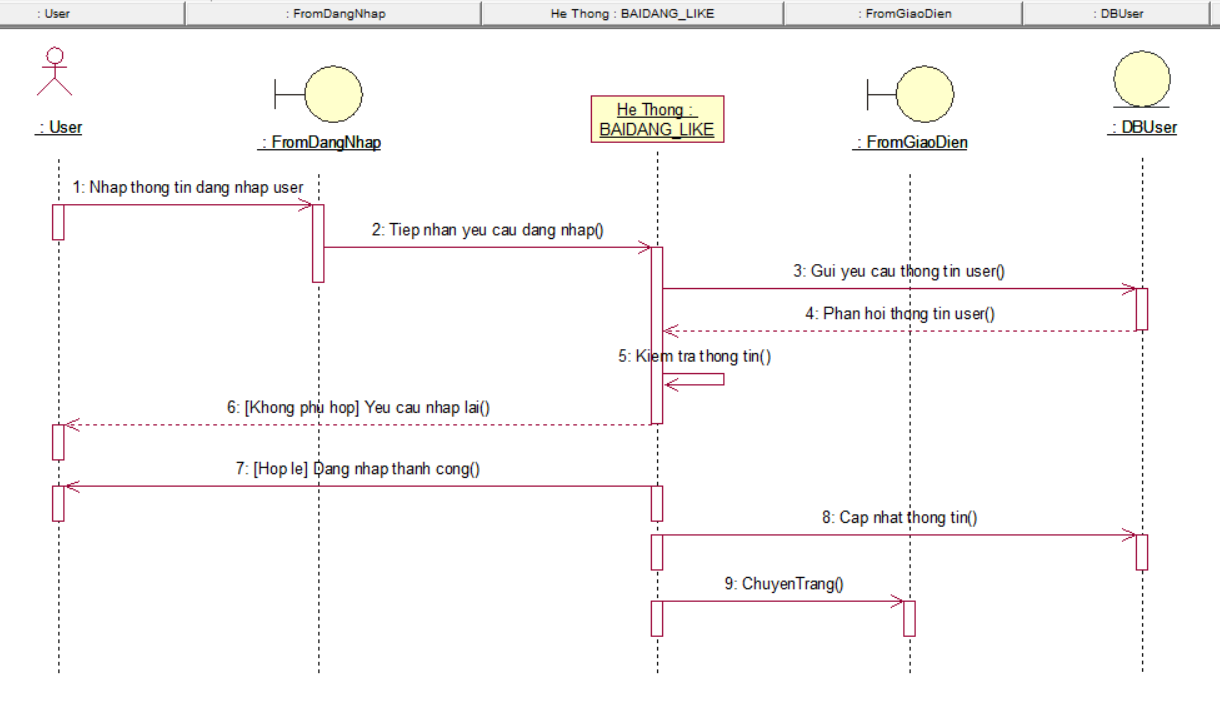 : User
: FromDangNhap
He Thong : BAIDANG_LIKE
: FromGiaoDien
: DBUser
: User
: FromDangNhap
He Thong :
BAIDANG_LIKE
: FromGiaoDien
: DBUser
1: Nhap thong tin dang nhap user
2: Tiep nhan yeu cau dang nhap()
3: Gui yeu cau thong tin user()
4: Phan hoi thong tin user()
5: Kiem tra thong tin()
6: [Khong phu hop] Yeu cau nhap lai()
7: [Hop le] Dang nhap thanh cong()
8: Cap nhat thong tin()
9: ChuyenTrang()